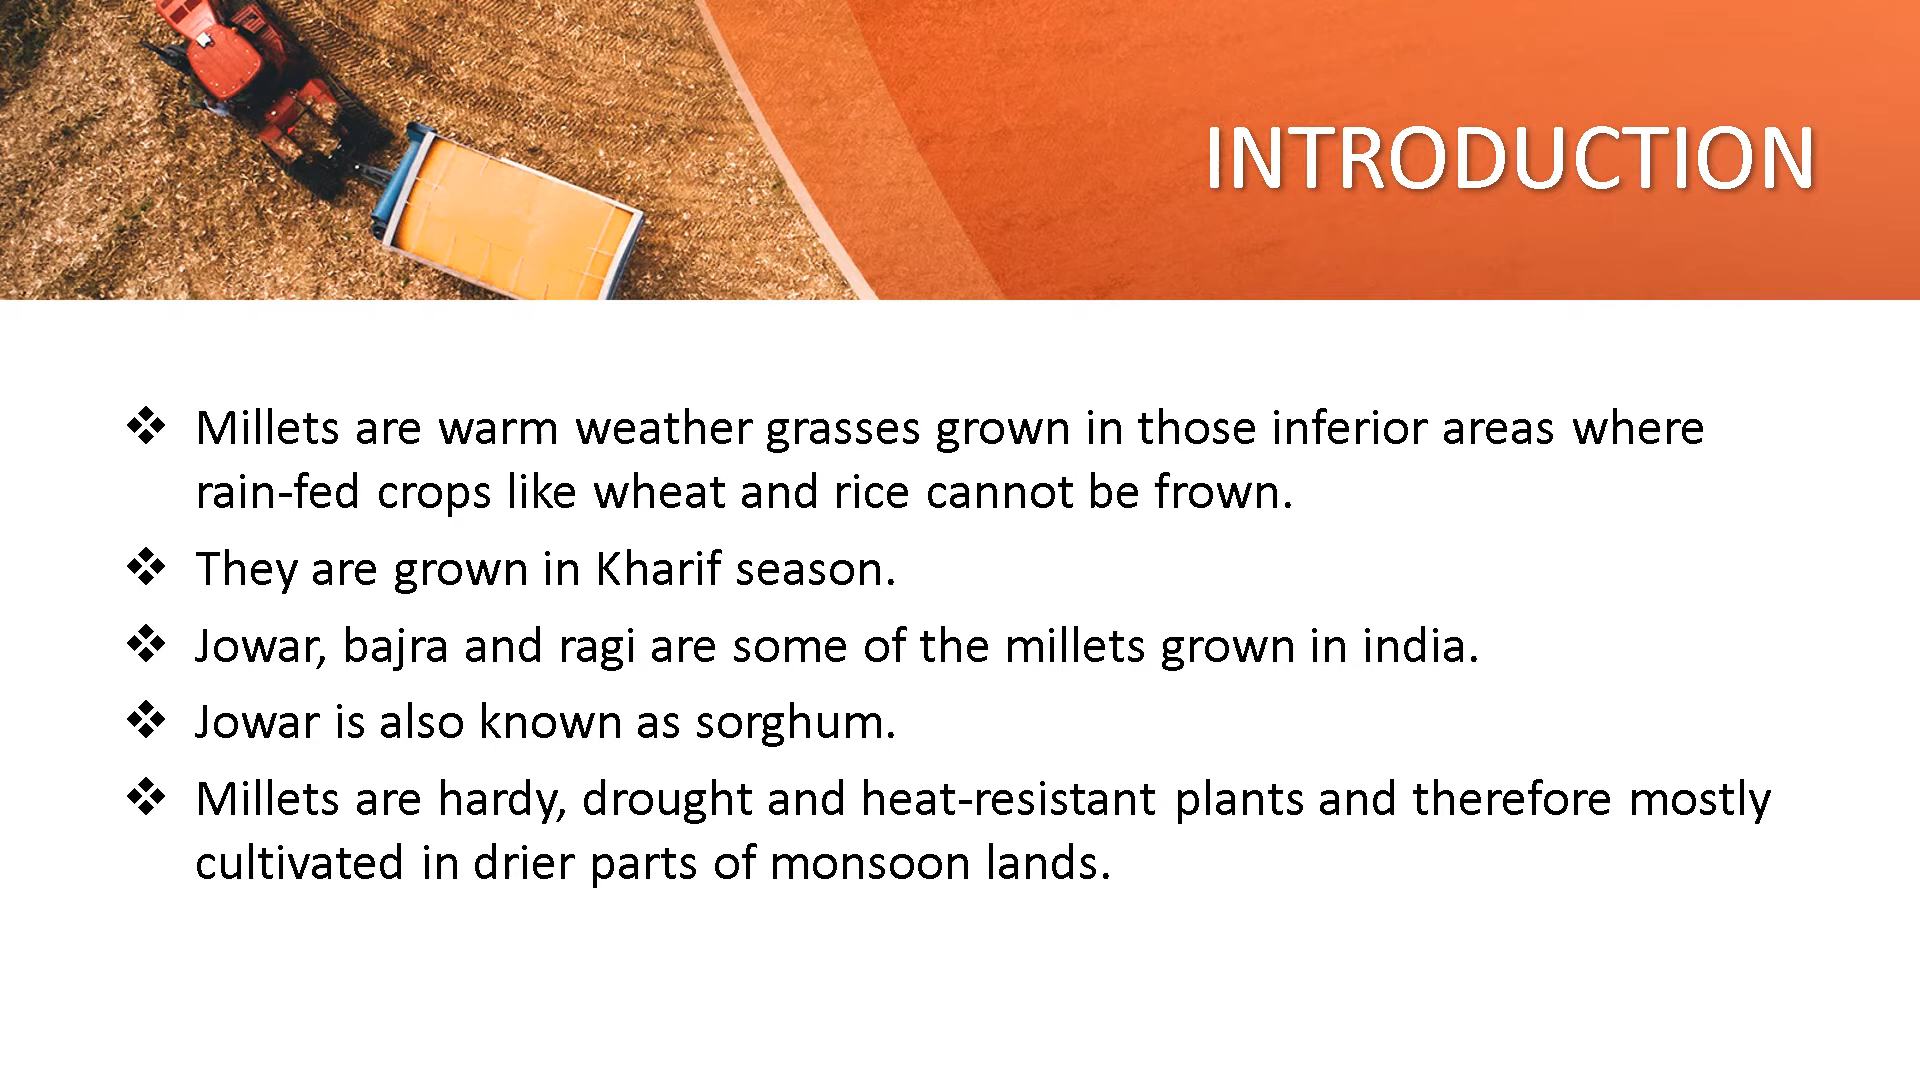 INTRODUCTION
❖ Millets are warm weather grasses grown in those inferior areas where
rain-fed crops like wheat and rice cannot be frown.
❖ They are grown in Kharif season.
❖ Jowar, bajra and ragi are some of the millets grown in india.
❖ Jowar is also known as sorghum.
❖ Millets are hardy, drought and heat-resistant plants and therefore mostly
cultivated in drier parts of monsoon lands.